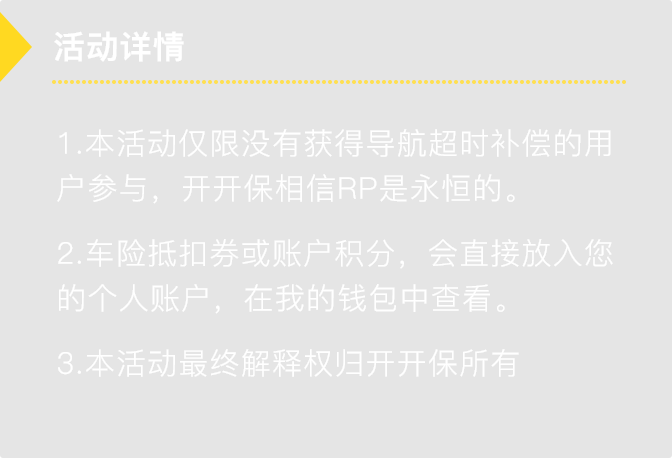 活动详情
1.本活动仅限没有获得导航超时补偿的用
户参与，开开保相信RP是永恒的。
2.车险抵扣券或账户积分，会直接放入您
的个人账户，在我的钱包中查看。
3.本活动最终解释权归开开保所有